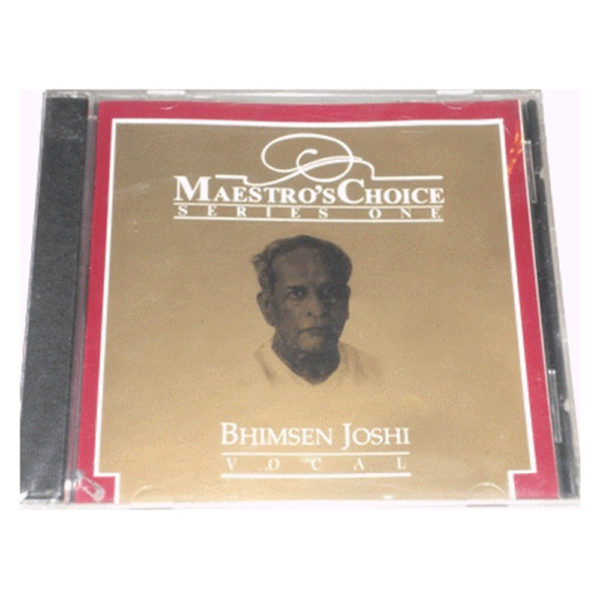 MAESTRO'S CHOICE
SERIES ONE
BHIMSEN JOSHI
VOCAL